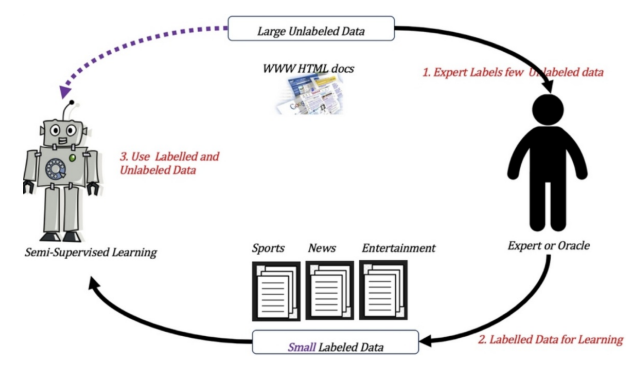 Large Unlabeled Data
WWW HTML docs
1. Expert Labels few Unlabeled data
3. Use Labelled and
Unlabeled Data
Semi-Supervised Learning
Expert or Oracle
Sports News Entertainment
2. Labelled Data for Learning
Small Labeled Data